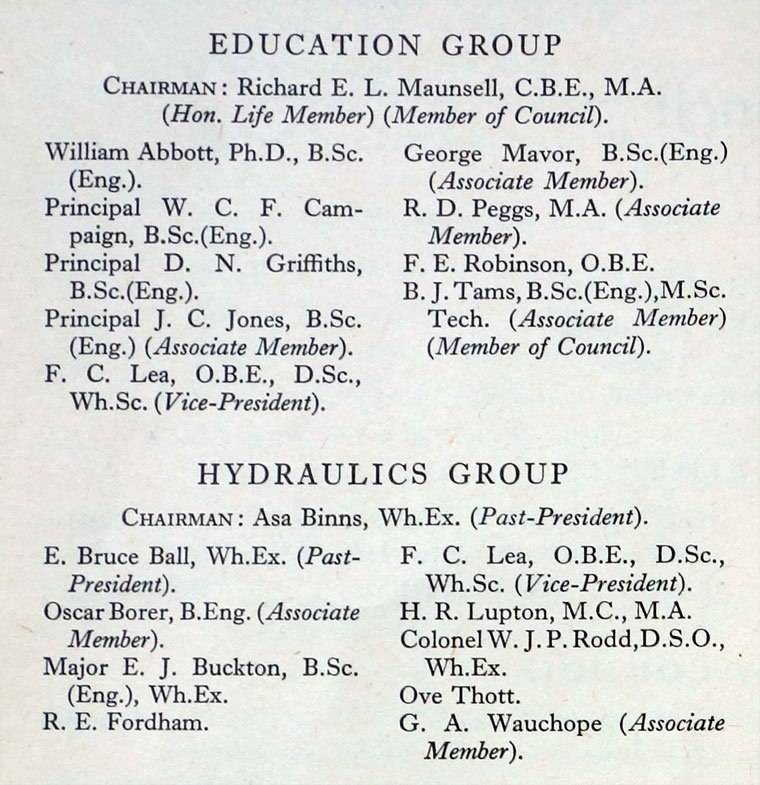 EDUCATION GROUP
CHAIRMAN: Richard E. L. Maunsell, C.B.E., M.A.
(Hon. Life Member) (Member of Council).
William Abbott, Ph.D., B.Sc.
(Eng.).
Principal W. C. F. Cam-
paign, B.Sc.(Eng.).
Principal D. N. Griffiths,
B.Sc.(Eng.).
Principal J. C. Jones, B.Sc.
(Eng.) (Associate Member).
F. C. Lea, O.B.E., D.Sc.,
Wh.Sc. (Vice-President).
George Mavor, B.Sc.(Eng.)
(Associate Member).
R. D. Peggs, M.A. (Associate
Member).
F. E. Robinson, O.B.E.
B. J. Tams, B.Sc.(Eng.), M.Sc.
Tech. (Associate Member)
(Member of Council).
HYDRAULICS GROUP
CHAIRMAN: Asa Binns, Wh.Ex. (Past-President).
E. Bruce Ball, Wh.Ex. (Past-
President).
Oscar Borer, B.Eng. (Associate
Member).
Major E. J. Buckton, B.Sc.
(Eng.), Wh.Ex.
R. E. Fordham.
F. C. Lea, O.B.E., D.Sc.,
Wh.Sc. (Vice-President).
H. R. Lupton, M.C., M.A.
Colonel W. J. P. Rodd, D.S.O.,
Wh.Ex.
Ove Thott.
G. A. Wauchope (Associate
Member).